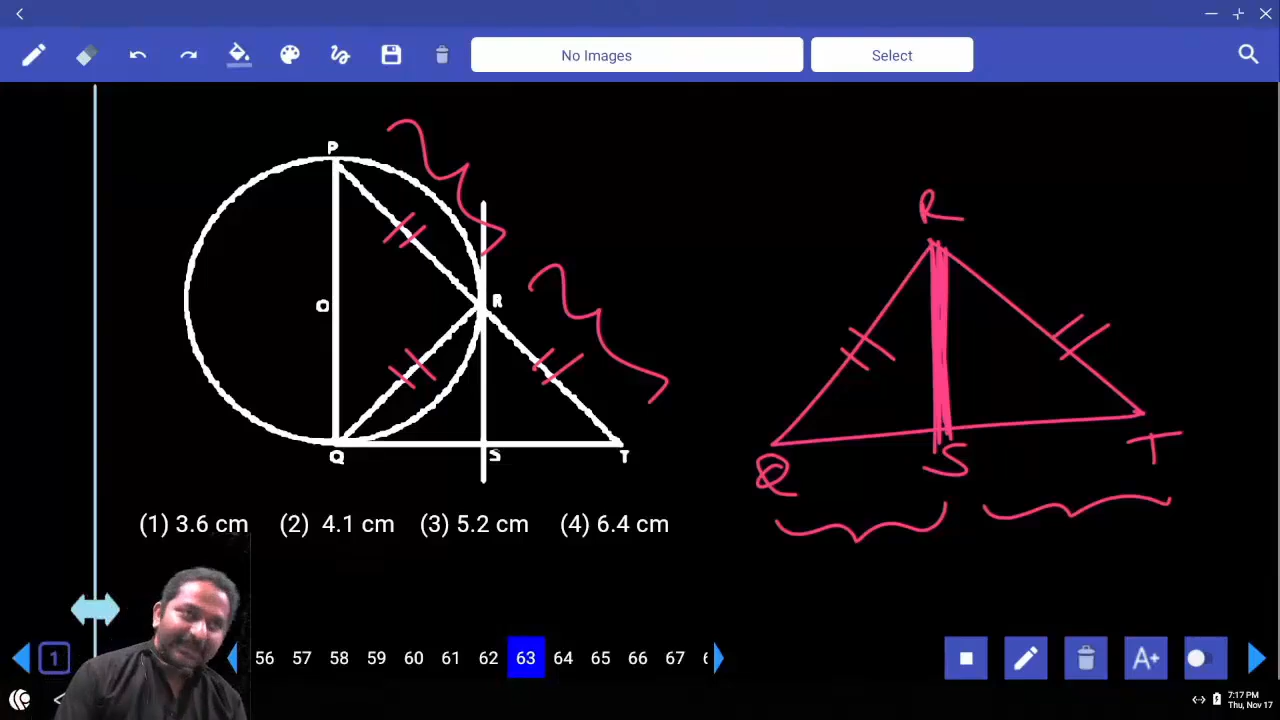 No Images Select
P
R
O
R
Q S T
Q S T
(1) 3.6 cm (2) 4.1 cm (3) 5.2 cm (4) 6.4 cm
1 56 57 58 59 60 61 62 63 64 65 66 67 A+
7:17 PM
Thu, Nov 17